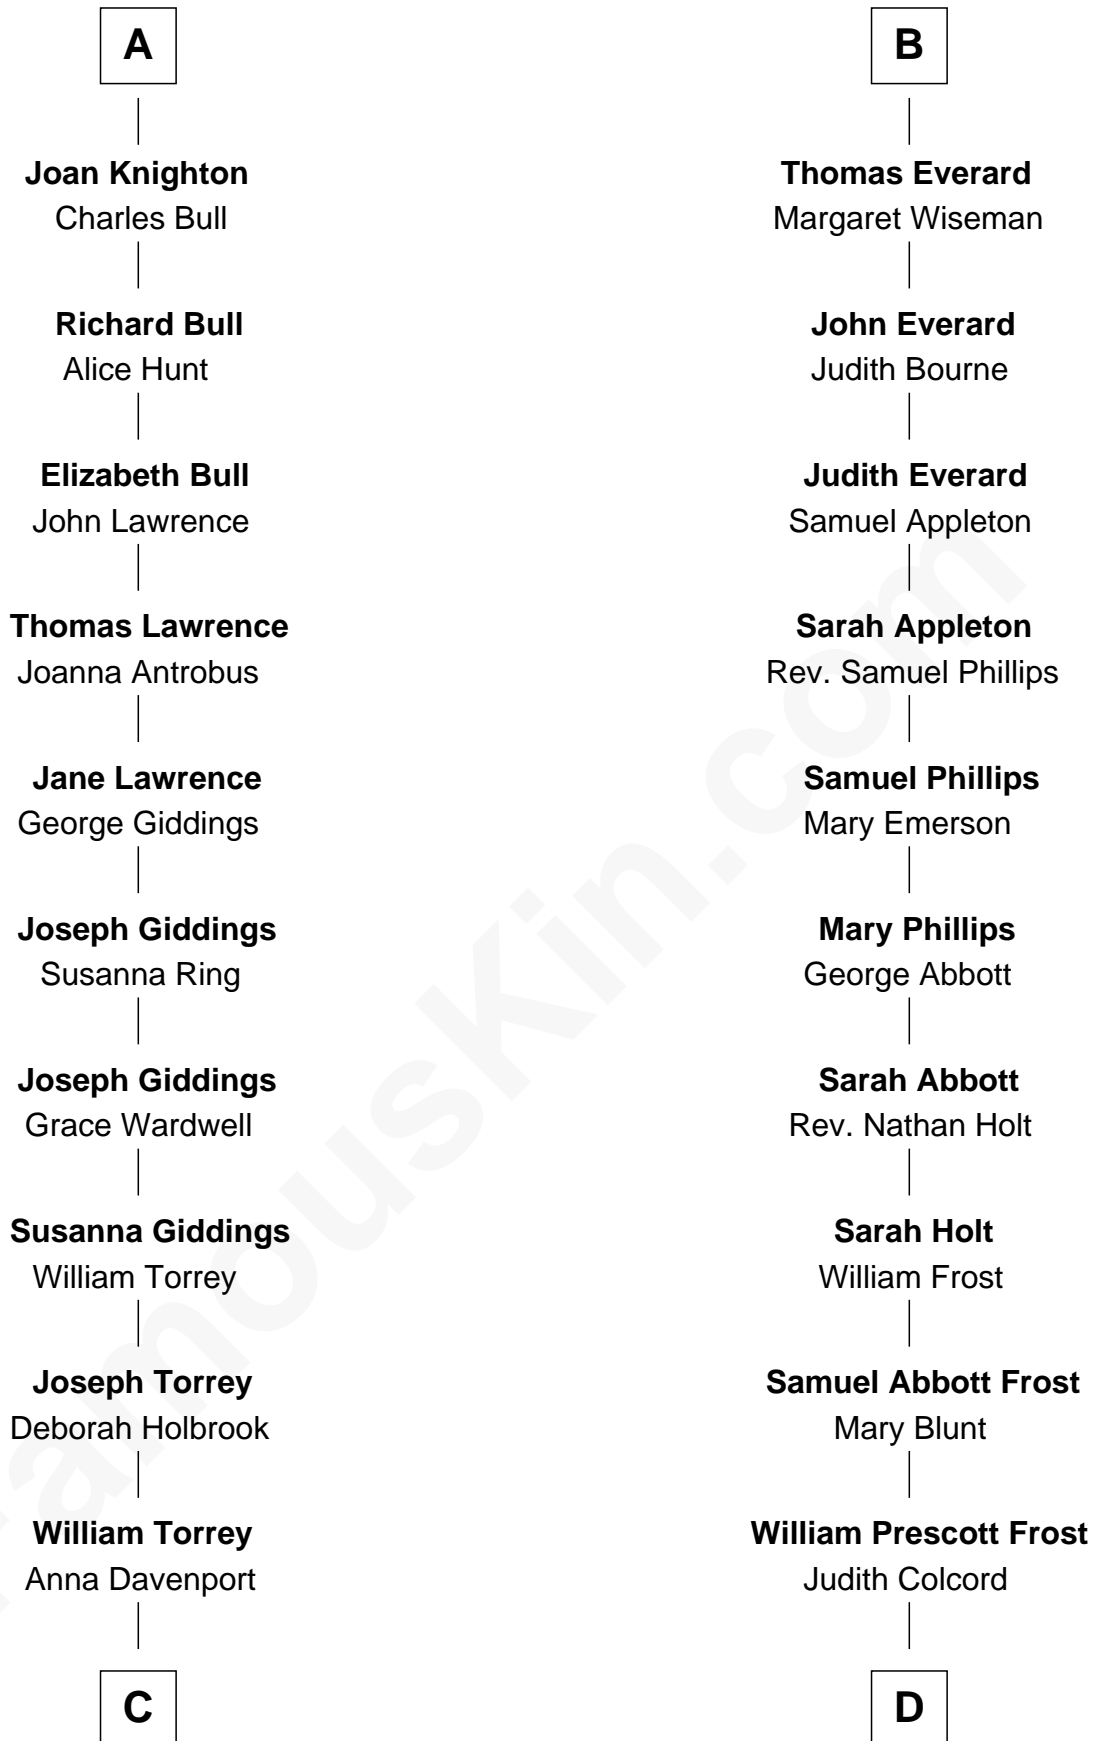 A
Joan Knighton
Charles Bull
Richard Bull
Alice Hunt
Elizabeth Bull
John Lawrence
Thomas Lawrence
Joanna Antrobus
Jane Lawrence
George Giddings
Joseph Giddings
Susanna Ring
Joseph Giddings
Grace Wardwell
Susanna Giddings
William Torrey
Joseph Torrey
Deborah Holbrook
William Torrey
Anna Davenport
C
B
Thomas Everard
Margaret Wiseman
John Everard
Judith Bourne
Judith Everard
Samuel Appleton
Sarah Appleton
Rev. Samuel Phillips
Samuel Phillips
Mary Emerson
Mary Phillips
George Abbott
Sarah Abbott
Rev. Nathan Holt
Sarah Holt
William Frost
Samuel Abbott Frost
Mary Blunt
William Prescott Frost
Judith Colcord
D
FamousKin.com